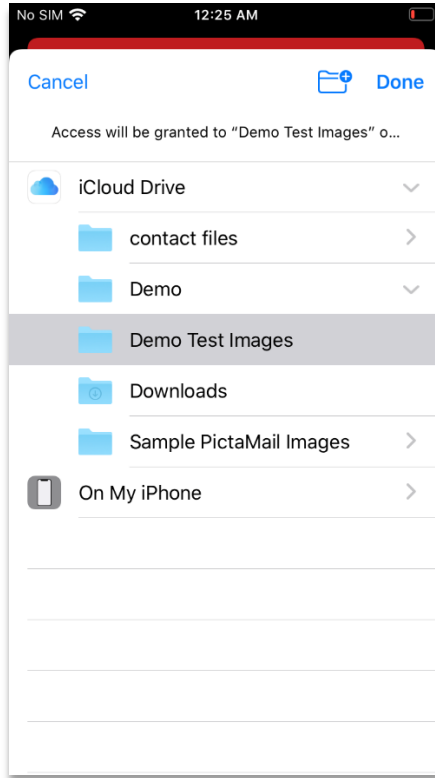 No SIM 12:25 AM
Cancel Done
Access will be granted to “Demo Test Images” o...
iCloud Drive
contact files
Demo
Demo Test Images
Downloads
Sample PictaMail Images
On My iPhone